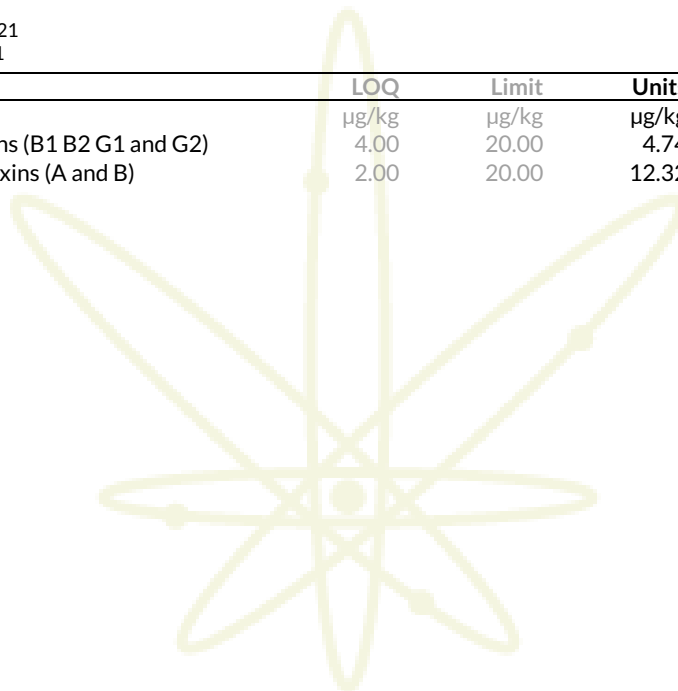 21
1
LOQ Limit Unit
µg/kg µg/kg µg/kg
ns (B1 B2 G1 and G2) 4.00 20.00 4.74
xins (A and B) 2.00 20.00 12.32